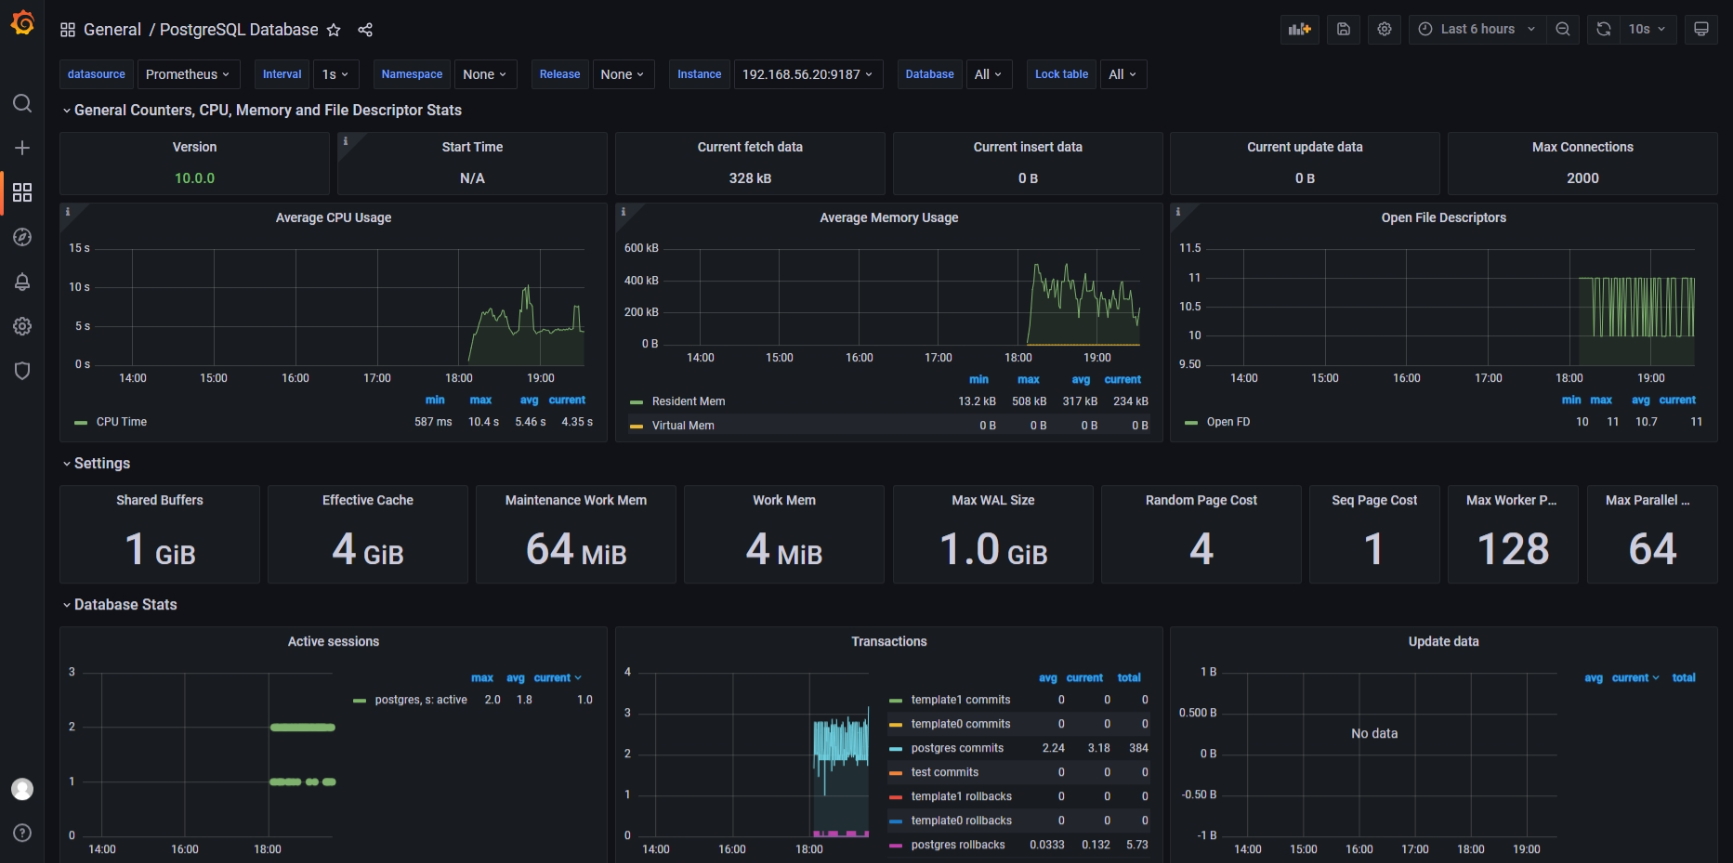 General / PostgreSQL Database
Last 6 hours
10s
datasource Prometheus Interval 1s Namespace None Release None Instance 192.168.56.20:9187 Database All Lock table All
General Counters, CPU, Memory and File Descriptor Stats
Version
10.0.0
i
Start Time
N/A
Current fetch data
328 kB
Current insert data
0 B
Current update data
0 B
Max Connections
2000
i
Average CPU Usage
15 s
10 s
5 s
0 s
14:00 15:00 16:00 17:00 18:00 19:00
min max avg current
CPU Time 587 ms 10.4 s 5.46 s 4.35 s
i
Average Memory Usage
600 kB
400 kB
200 kB
0 B
14:00 15:00 16:00 17:00 18:00 19:00
min max avg current
Resident Mem 13.2 kB 508 kB 317 kB 234 kB
Virtual Mem 0 B 0 B 0 B 0 B
i
Open File Descriptors
11.5
11
10.5
10
9.50
14:00 15:00 16:00 17:00 18:00 19:00
min max avg current
Open FD 10 11 10.7 11
Settings
Shared Buffers
1 GiB
Effective Cache
4 GiB
Maintenance Work Mem
64 MiB
Work Mem
4 MiB
Max WAL Size
1.0 GiB
Random Page Cost
4
Seq Page Cost
1
Max Worker P...
128
Max Parallel ...
64
Database Stats
Active sessions
3
2
1
0
14:00 16:00 18:00
max avg current
postgres, s: active 2.0 1.8 1.0
Transactions
4
3
2
1
0
14:00 16:00 18:00
avg current total
template1 commits 0 0 0
template0 commits 0 0 0
postgres commits 2.24 3.18 384
test commits 0 0 0
template1 rollbacks 0 0 0
template0 rollbacks 0 0 0
postgres rollbacks 0.0333 0.132 5.73
Update data
1 B
0.500 B
0 B
-0.50 B
-1 B
14:00 15:00 16:00 17:00 18:00 19:00
No data
avg current total